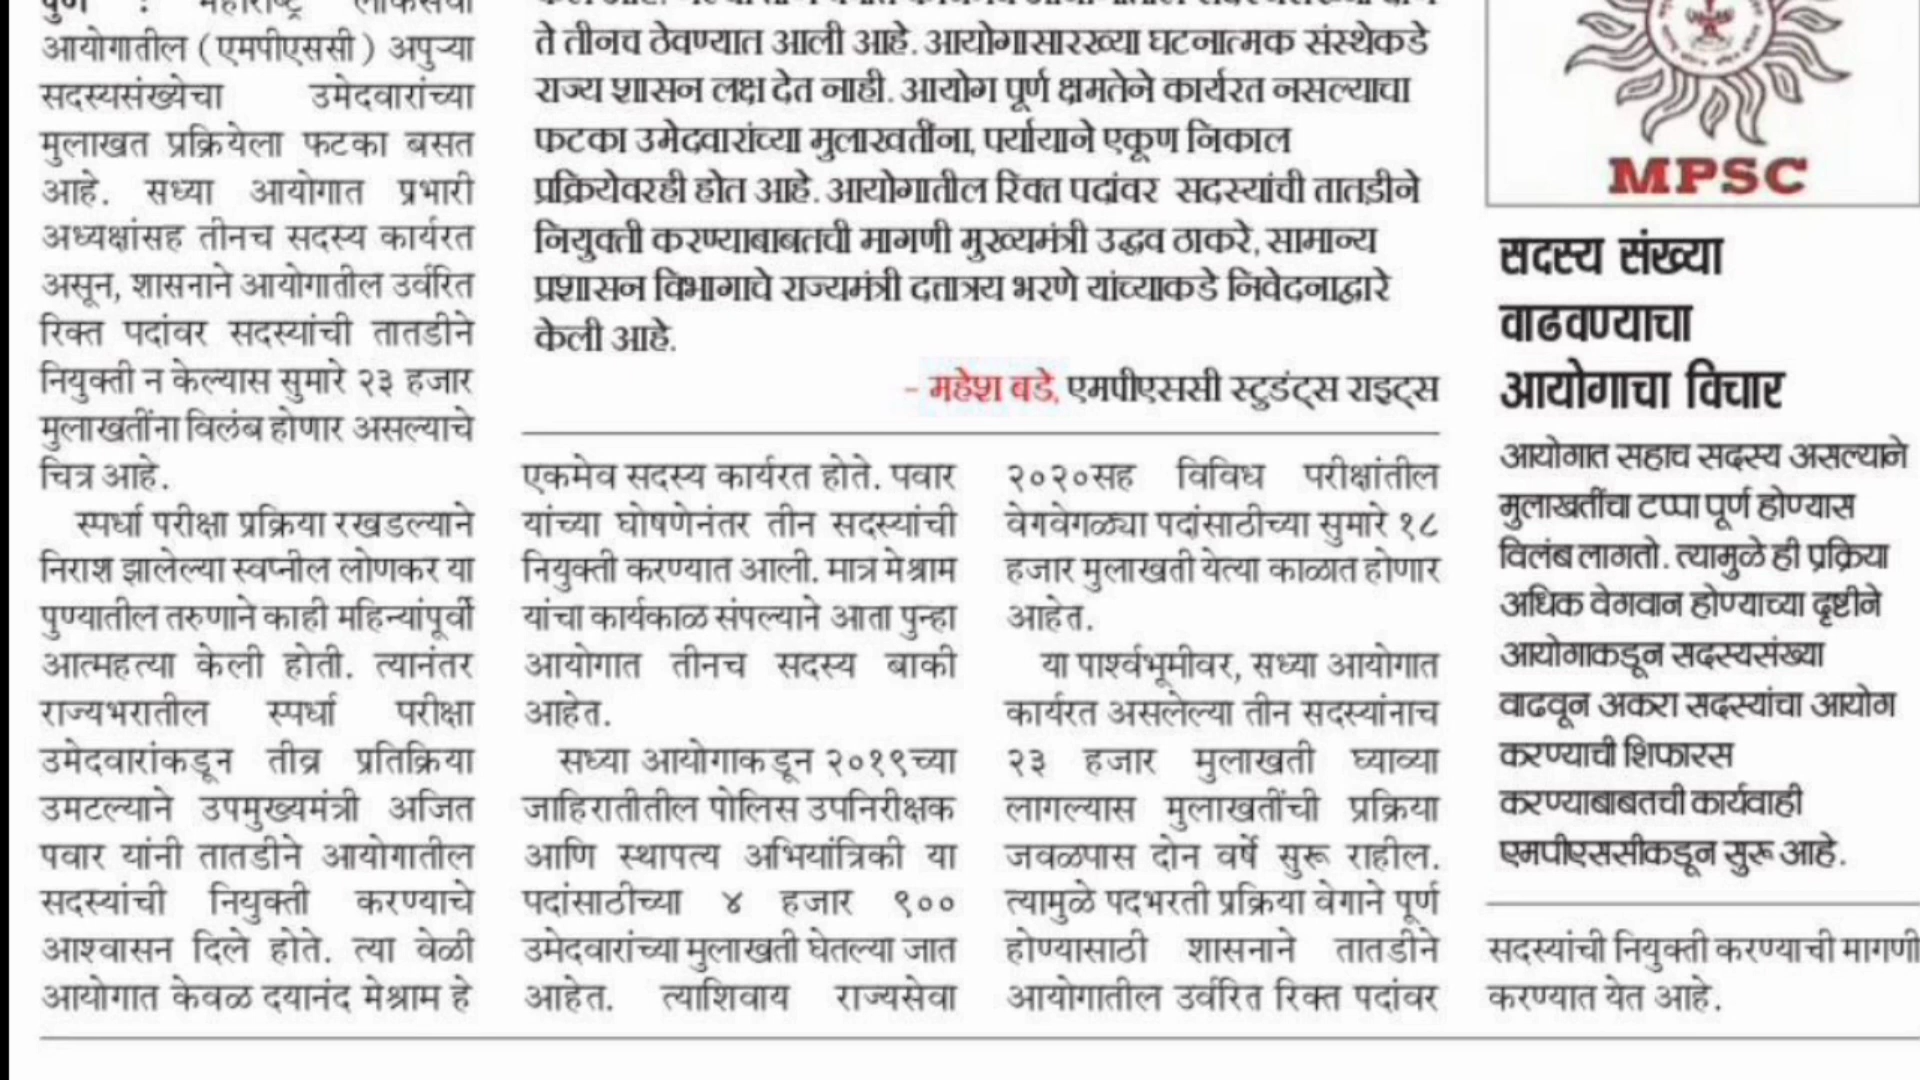 पुणे : महाराष्ट्र लोकसेवा
आयोगातील (एमपीएससी) अपुऱ्या
सदस्यसंख्येचा उमेदवारांच्या
मुलाखत प्रक्रियेला फटका बसत
आहे. सध्या आयोगात प्रभारी
अध्यक्षांसह तीनच सदस्य कार्यरत
असून, शासनाने आयोगातील उर्वरित
रिक्त पदांवर सदस्यांची तातडीने
नियुक्ती न केल्यास सुमारे २३ हजार
मुलाखतींना विलंब होणार असल्याचे
चित्र आहे.
स्पर्धा परीक्षा प्रक्रिया रखडल्याने
निराश झालेल्या स्वप्नील लोणकर या
पुण्यातील तरुणाने काही महिन्यांपूर्वी
आत्महत्या केली होती. त्यानंतर
राज्यभरातील स्पर्धा परीक्षा
उमेदवारांकडून तीव्र प्रतिक्रिया
उमटल्याने उपमुख्यमंत्री अजित
पवार यांनी तातडीने आयोगातील
सदस्यांची नियुक्ती करण्याचे
आश्वासन दिले होते. त्या वेळी
आयोगात केवळ दयानंद मेश्राम हे
ते तीनच ठेवण्यात आली आहे. आयोगासारख्या घटनात्मक संस्थेकडे
राज्य शासन लक्ष देत नाही. आयोग पूर्ण क्षमतेने कार्यरत नसल्याचा
फटका उमेदवारांच्या मुलाखतींना, पर्यायाने एकूण निकाल
प्रक्रियेवरही होत आहे. आयोगातील रिक्त पदांवर सदस्यांची तातडीने
नियुक्ती करण्याबाबतची मागणी मुख्यमंत्री उद्धव ठाकरे, सामान्य
प्रशासन विभागाचे राज्यमंत्री दतात्रय भरणे यांच्याकडे निवेदनाद्वारे
केली आहे.
- महेश बडे, एमपीएससी स्टुडंट्स राइट्स
एकमेव सदस्य कार्यरत होते. पवार
यांच्या घोषणेनंतर तीन सदस्यांची
नियुक्ती करण्यात आली. मात्र मेश्राम
यांचा कार्यकाळ संपल्याने आता पुन्हा
आयोगात तीनच सदस्य बाकी
आहेत.
सध्या आयोगाकडून २०१९च्या
जाहिरातीतील पोलिस उपनिरीक्षक
आणि स्थापत्य अभियांत्रिकी या
पदांसाठीच्या ४ हजार ९००
उमेदवारांच्या मुलाखती घेतल्या जात
आहेत. त्याशिवाय राज्यसेवा
२०२०सह विविध परीक्षांतील
वेगवेगळ्या पदांसाठीच्या सुमारे १८
हजार मुलाखती येत्या काळात होणार
आहेत.
या पार्श्वभूमीवर, सध्या आयोगात
कार्यरत असलेल्या तीन सदस्यांनाच
२३ हजार मुलाखती घ्याव्या
लागल्यास मुलाखतींची प्रक्रिया
जवळपास दोन वर्षे सुरू राहील.
त्यामुळे पदभरती प्रक्रिया वेगाने पूर्ण
होण्यासाठी शासनाने तातडीने
आयोगातील उर्वरित रिक्त पदांवर
MPSC
सदस्य संख्या
वाढवण्याचा
आयोगाचा विचार
आयोगात सहाच सदस्य असल्याने
मुलाखतींचा टप्पा पूर्ण होण्यास
विलंब लागतो. त्यामुळे ही प्रक्रिया
अधिक वेगवान होण्याच्या दृष्टीने
आयोगाकडून सदस्यसंख्या
वाढवून अकरा सदस्यांचा आयोग
करण्याची शिफारस
करण्याबाबतची कार्यवाही
एमपीएससीकडून सुरू आहे.
सदस्यांची नियुक्ती करण्याची मागणी
करण्यात येत आहे.